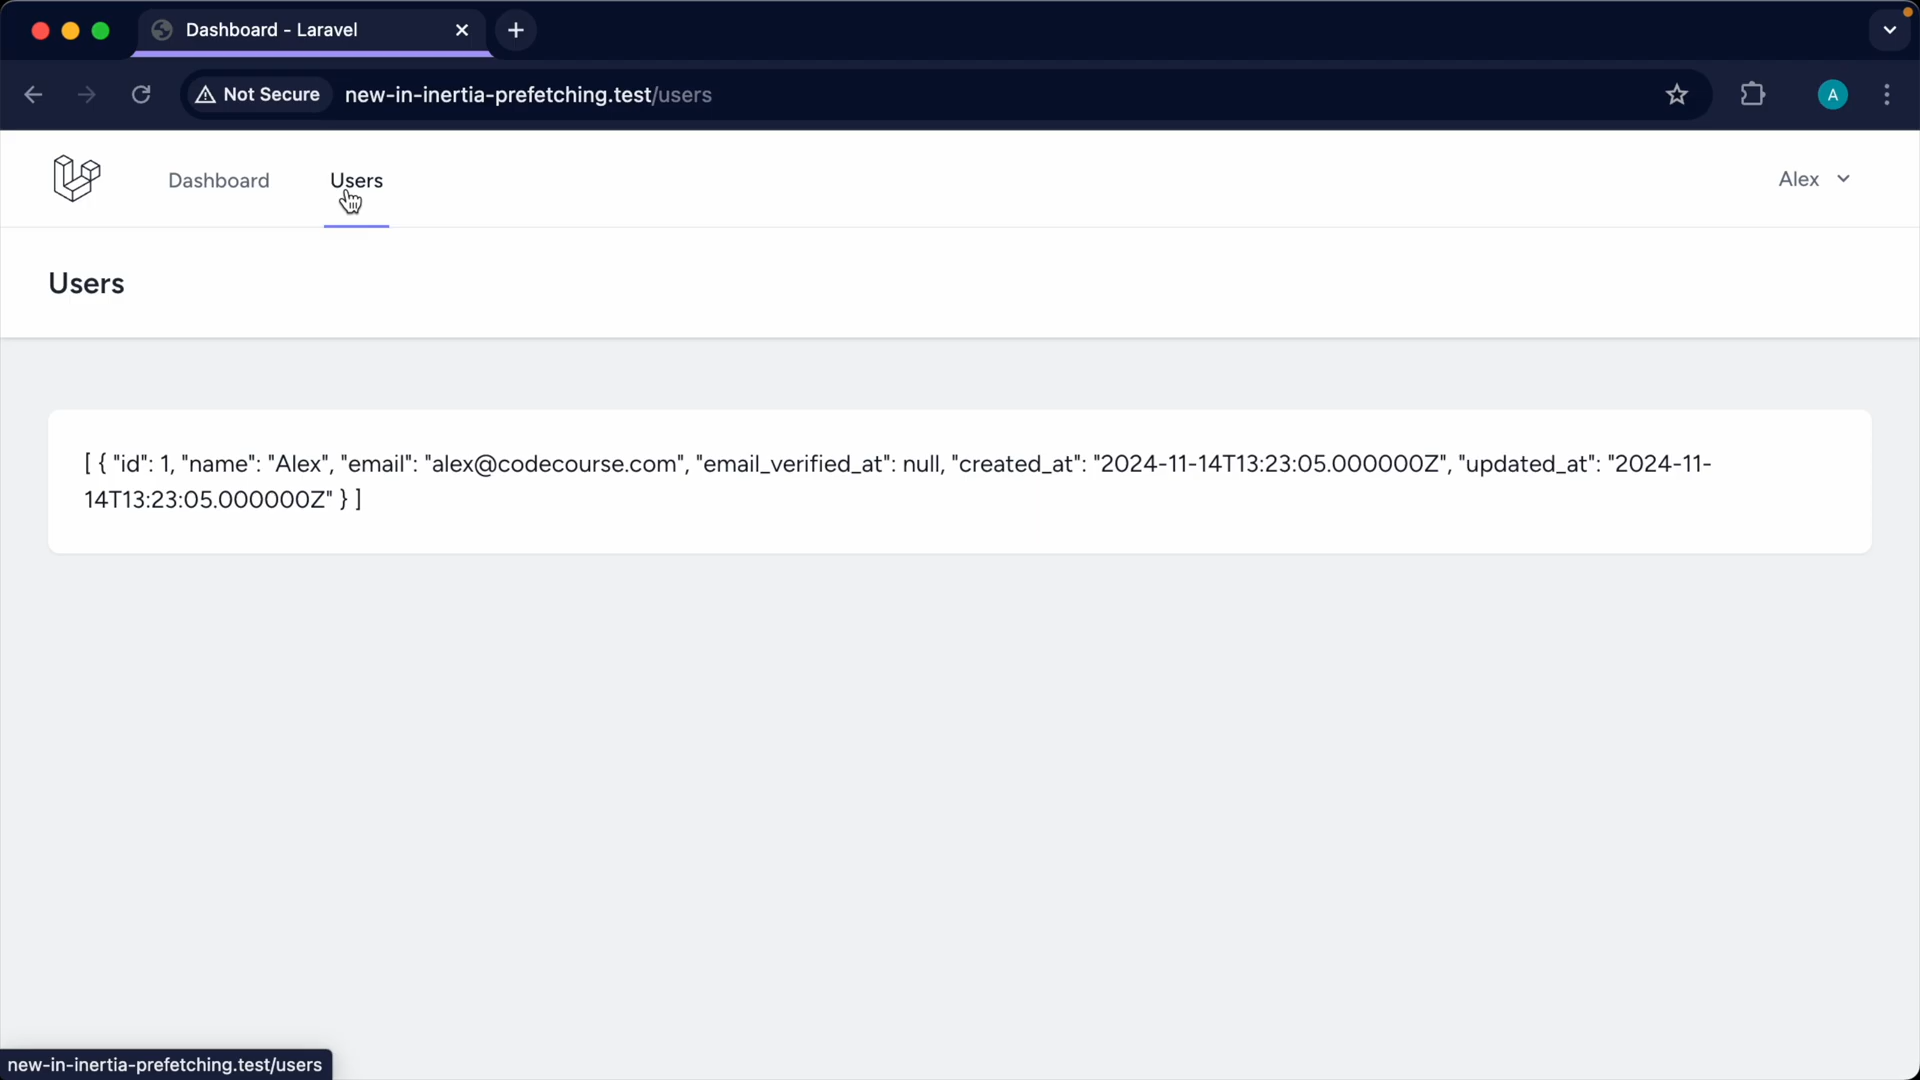 Dashboard - Laravel
Not Secure
new-in-inertia-prefetching.test/users
A
Dashboard
Users
Alex
Users
[ { "id": 1, "name": "Alex", "email": "alex@codecourse.com", "email_verified_at": null, "created_at": "2024-11-14T13:23:05.000000Z", "updated_at": "2024-11-
14T13:23:05.000000Z" } ]
new-in-inertia-prefetching.test/users